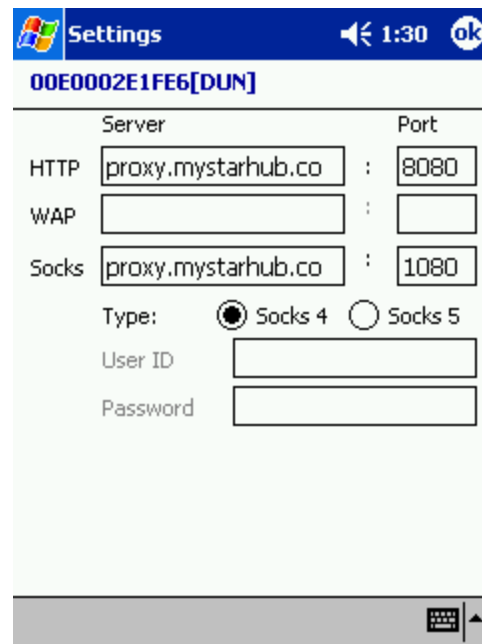 Settings 1:30 ok
00E0002E1FE6[DUN]
Server Port
HTTP proxy.mystarhub.co : 8080
WAP :
Socks proxy.mystarhub.co : 1080
Type: Socks 4 Socks 5
User ID
Password